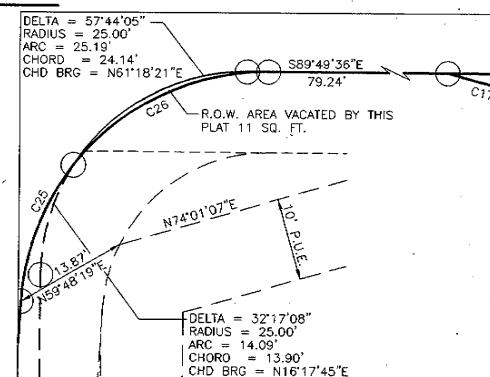 DELTA = 57°44'05"
RADIUS = 25.00'
ARC = 25.19'
CHORD = 24.14'
CHD BRG = N61°18'21"E
S89°49'36"E
79.24'
C26
R.O.W. AREA VACATED BY THIS
PLAT 11 SQ. FT.
C17
C25
N74°01'07"E
10' P.U.E.
13.87'
N59°48'19"E
DELTA = 32°17'08"
RADIUS = 25.00'
ARC = 14.09'
CHORD = 13.90'
CHD BRG = N16°17'45"E